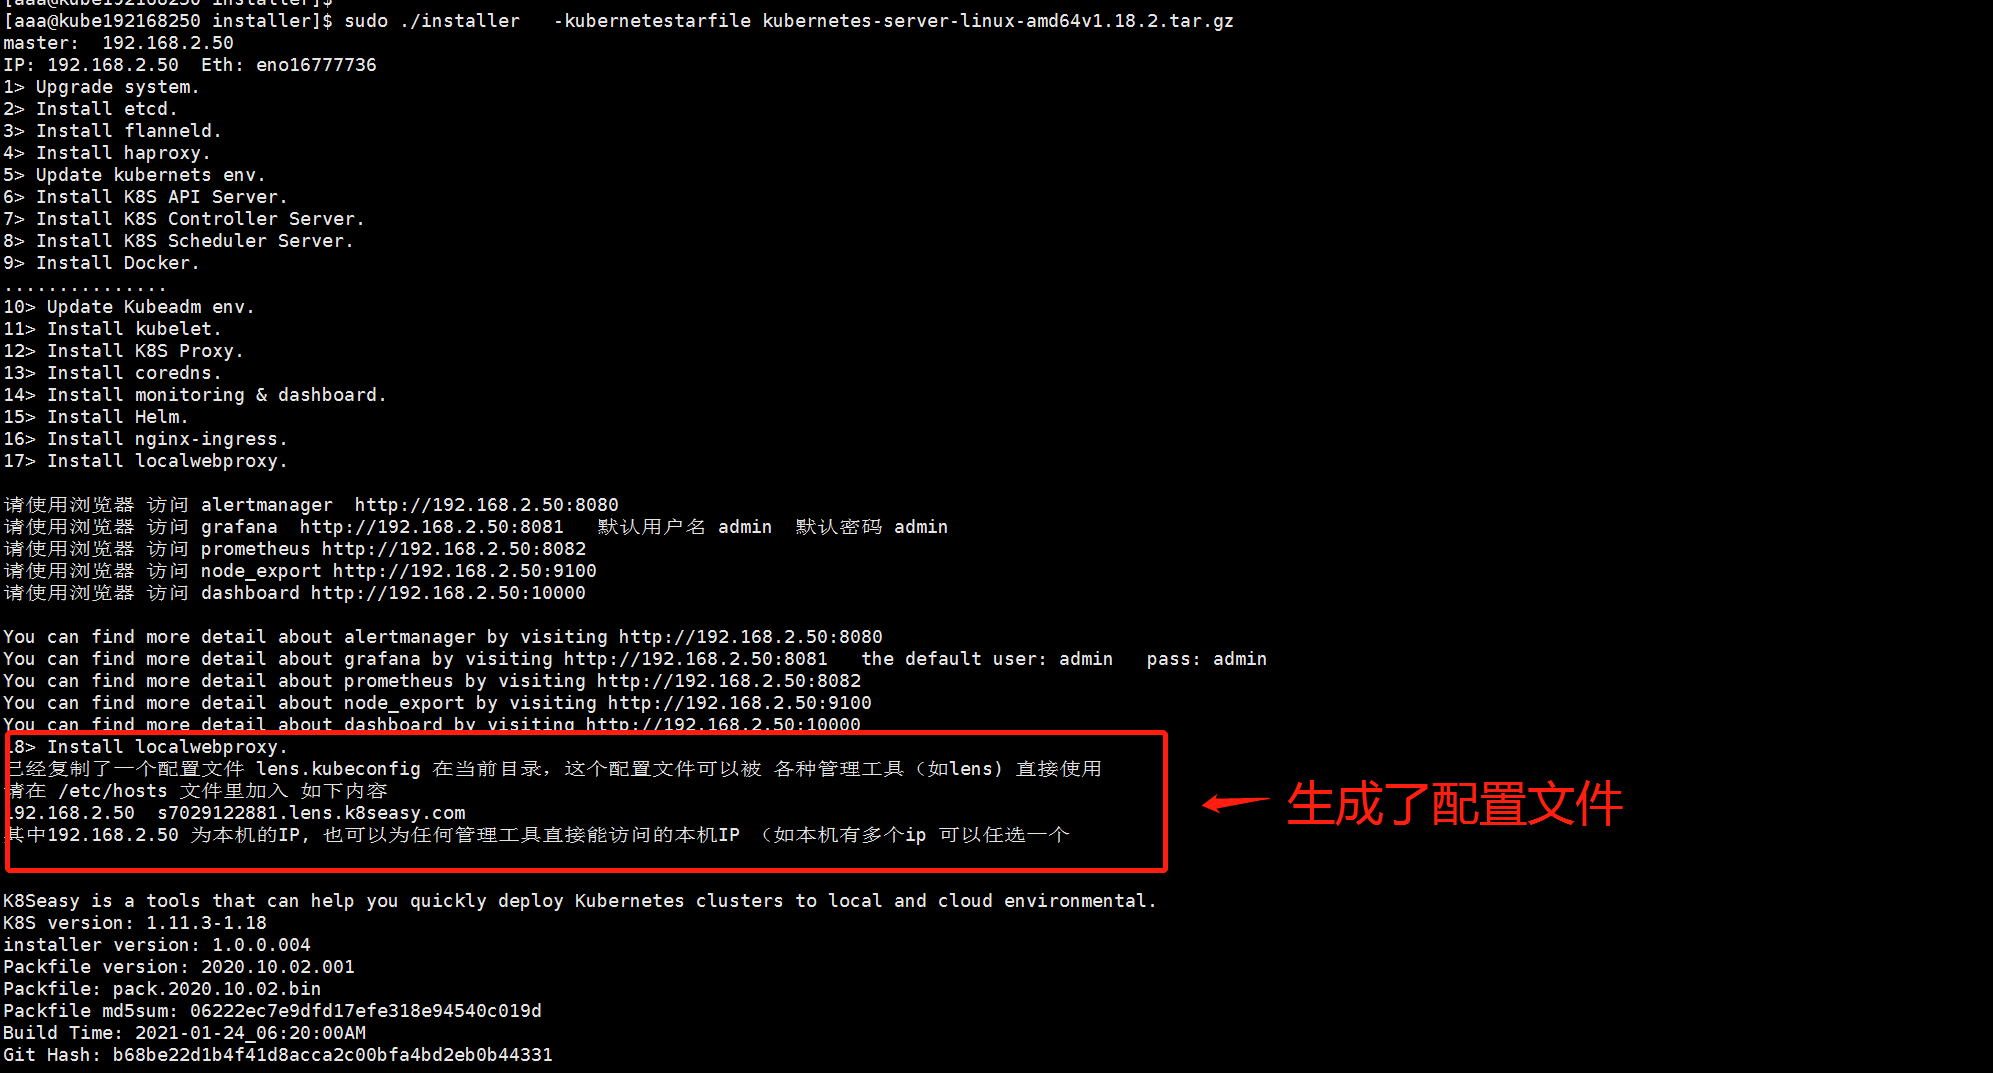 [aaa@kube192168250 installer]$
[aaa@kube192168250 installer]$ sudo ./installer   -kubernetestarfile kubernetes-server-linux-amd64v1.18.2.tar.gz
master:  192.168.2.50
IP: 192.168.2.50  Eth: eno16777736
1> Upgrade system.
2> Install etcd.
3> Install flanneld.
4> Install haproxy.
5> Update kubernets env.
6> Install K8S API Server.
7> Install K8S Controller Server.
8> Install K8S Scheduler Server.
9> Install Docker.
...............
10> Update Kubeadm env.
11> Install kubelet.
12> Install K8S Proxy.
13> Install coredns.
14> Install monitoring & dashboard.
15> Install Helm.
16> Install nginx-ingress.
17> Install localwebproxy.
请使用浏览器 访问 alertmanager  http://192.168.2.50:8080
请使用浏览器 访问 grafana  http://192.168.2.50:8081   默认用户名 admin  默认密码 admin
请使用浏览器 访问 prometheus http://192.168.2.50:8082
请使用浏览器 访问 node_export http://192.168.2.50:9100
请使用浏览器 访问 dashboard http://192.168.2.50:10000
You can find more detail about alertmanager by visiting http://192.168.2.50:8080
You can find more detail about grafana by visiting http://192.168.2.50:8081   the default user: admin   pass: admin
You can find more detail about prometheus by visiting http://192.168.2.50:8082
You can find more detail about node_export by visiting http://192.168.2.50:9100
You can find more detail about dashboard by visiting http://192.168.2.50:10000
18> Install localwebproxy.
已经复制了一个配置文件 lens.kubeconfig 在当前目录，这个配置文件可以被 各种管理工具（如lens) 直接使用
请在 /etc/hosts 文件里加入 如下内容
192.168.2.50  s7029122881.lens.k8seasy.com
其中192.168.2.50 为本机的IP, 也可以为任何管理工具直接能访问的本机IP （如本机有多个ip 可以任选一个
生成了配置文件
K8Seasy is a tools that can help you quickly deploy Kubernetes clusters to local and cloud environmental.
K8S version: 1.11.3-1.18
installer version: 1.0.0.004
Packfile version: 2020.10.02.001
Packfile: pack.2020.10.02.bin
Packfile md5sum: 06222ec7e9dfd17efe318e94540c019d
Build Time: 2021-01-24_06:20:00AM
Git Hash: b68be22d1b4f41d8acca2c00bfa4bd2eb0b44331